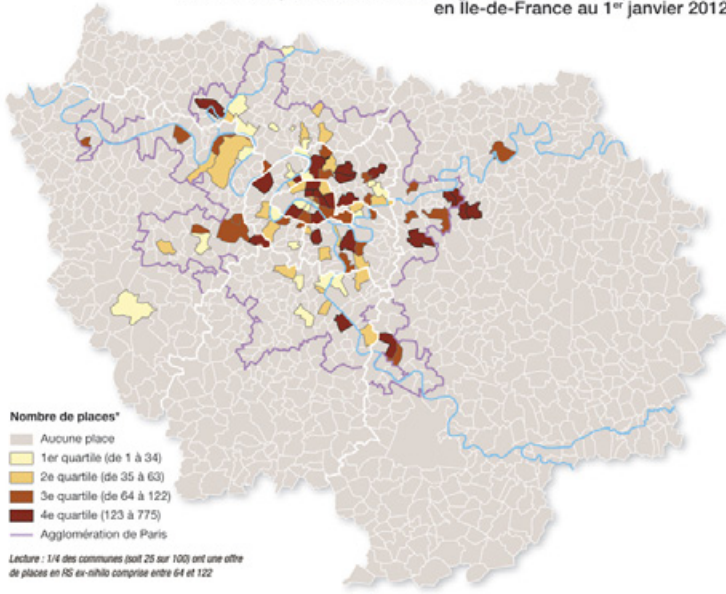 en Île-de-France au 1er janvier 2012
Nombre de places*
Aucune place
1er quartile (de 1 à 34)
2e quartile (de 35 à 63)
3e quartile (de 64 à 122)
4e quartile (123 à 775)
Agglomération de Paris
Lecture : 1/4 des communes (soit 25 sur 100) ont une offre
de places en RS ex-nihilo comprise entre 64 et 122